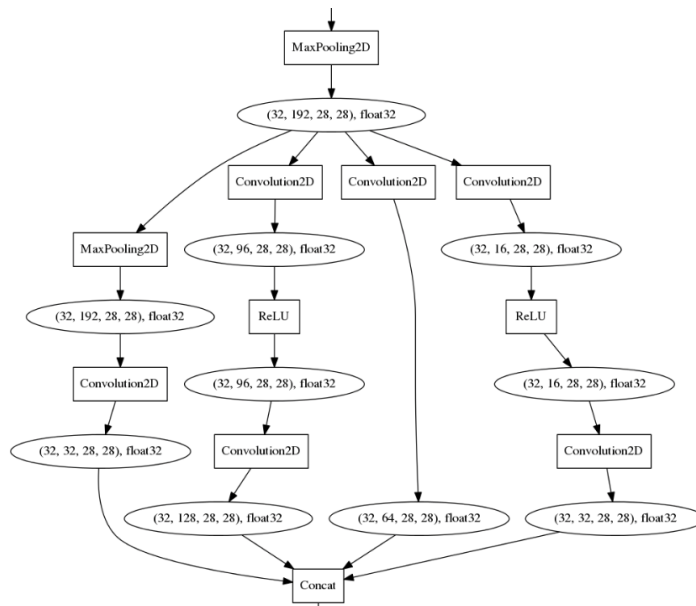 MaxPooling2D
(32, 192, 28, 28), float32
Convolution2D
Convolution2D
Convolution2D
MaxPooling2D
(32, 96, 28, 28), float32
(32, 16, 28, 28), float32
(32, 192, 28, 28), float32
ReLU
ReLU
Convolution2D
(32, 96, 28, 28), float32
(32, 16, 28, 28), float32
(32, 32, 28, 28), float32
Convolution2D
Convolution2D
(32, 128, 28, 28), float32
(32, 64, 28, 28), float32
(32, 32, 28, 28), float32
Concat